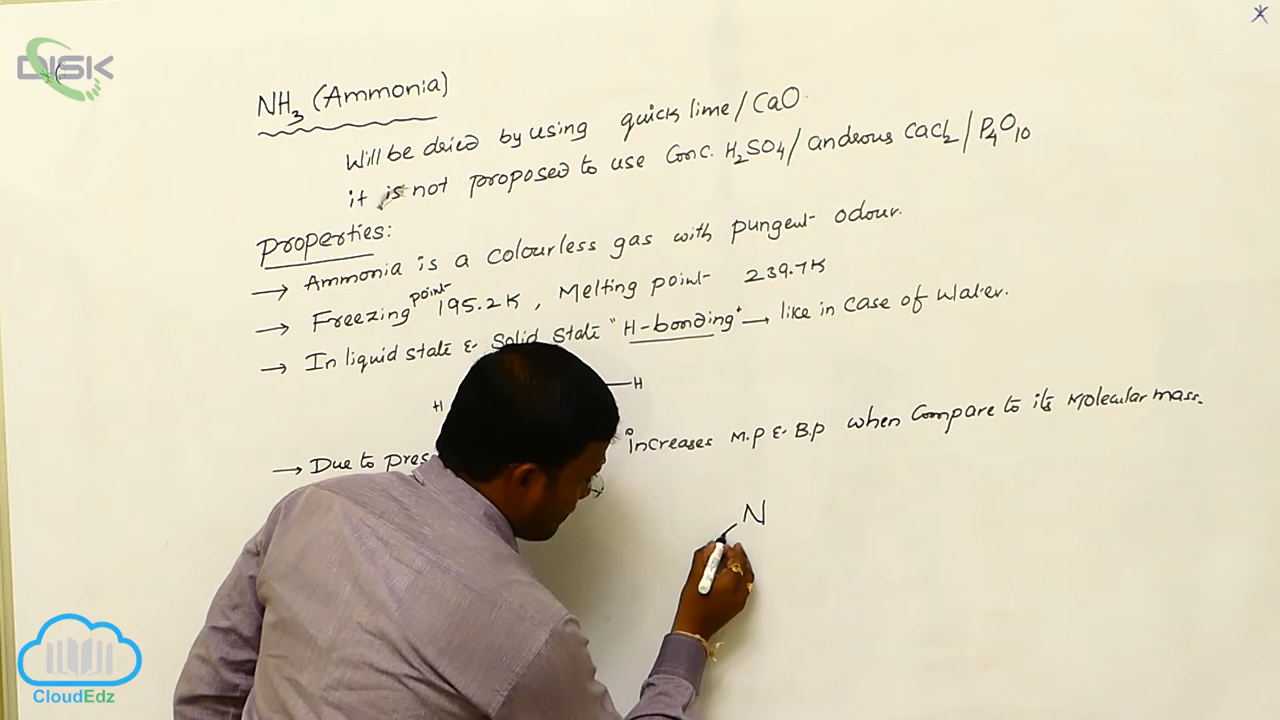 DISK
NH₃ (Ammonia)
Will be dried by using quick lime / CaO.
it is not proposed to use Conc. H₂SO₄ / androus CaCl₂ / P₄O₁₀
Properties:
→ Ammonia is a colourless gas with pungent odour.
→ Freezing point 195.2K, Melting point 239.7K
→ In liquid state & Solid State "H-bonding" → like in case of Water.
H —H
→ Due to pres increases M.P & B.P when Compare to its Molecular mass.
N
CloudEdz